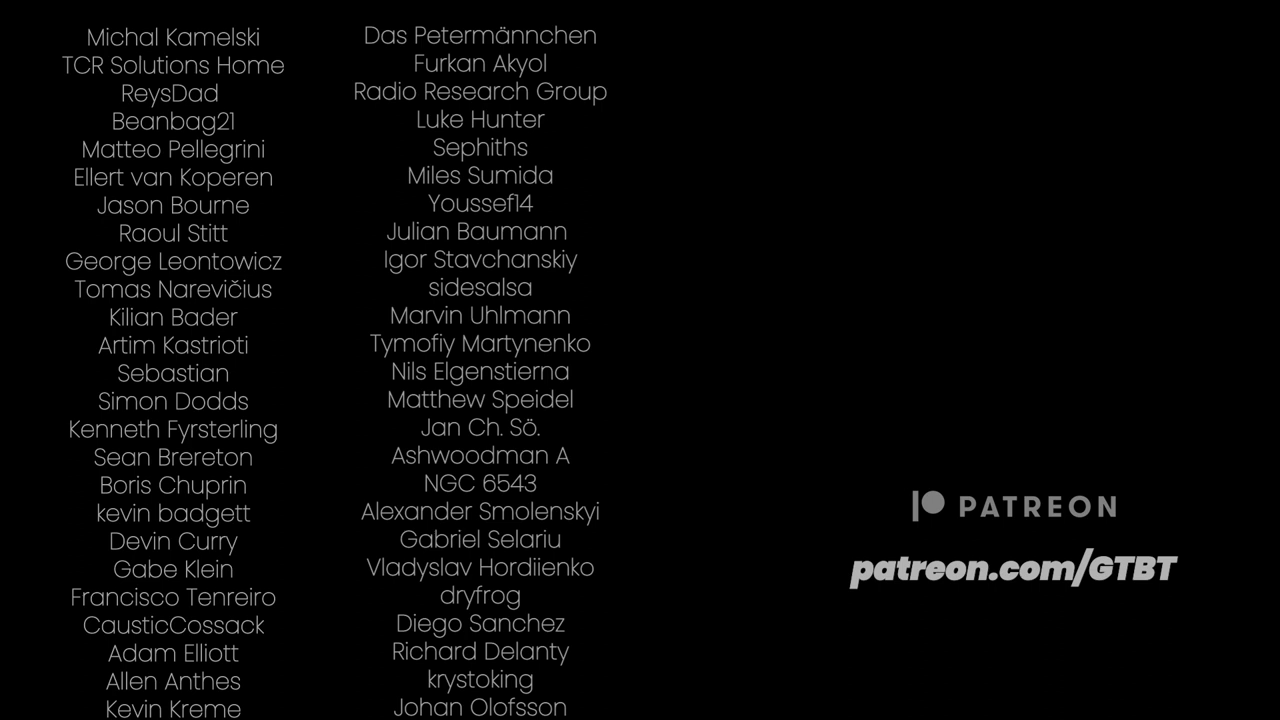 Michal Kamelski
TCR Solutions Home
ReysDad
Beanbag21
Matteo Pellegrini
Ellert van Koperen
Jason Bourne
Raoul Stitt
George Leontowicz
Tomas Narevičius
Kilian Bader
Artim Kastrioti
Sebastian
Simon Dodds
Kenneth Fyrsterling
Sean Brereton
Boris Chuprin
kevin badgett
Devin Curry
Gabe Klein
Francisco Tenreiro
CausticCossack
Adam Elliott
Allen Anthes
Kevin Kreme
Das Petermännchen
Furkan Akyol
Radio Research Group
Luke Hunter
Sephiths
Miles Sumida
Youssef14
Julian Baumann
Igor Stavchanskiy
sidesalsa
Marvin Uhlmann
Tymofiy Martynenko
Nils Elgenstierna
Matthew Speidel
Jan Ch. Sö.
Ashwoodman A
NGC 6543
Alexander Smolenskyi
Gabriel Selariu
Vladyslav Hordiienko
dryfrog
Diego Sanchez
Richard Delanty
krystoking
Johan Olofsson
PATREON
patreon.com/GTBT